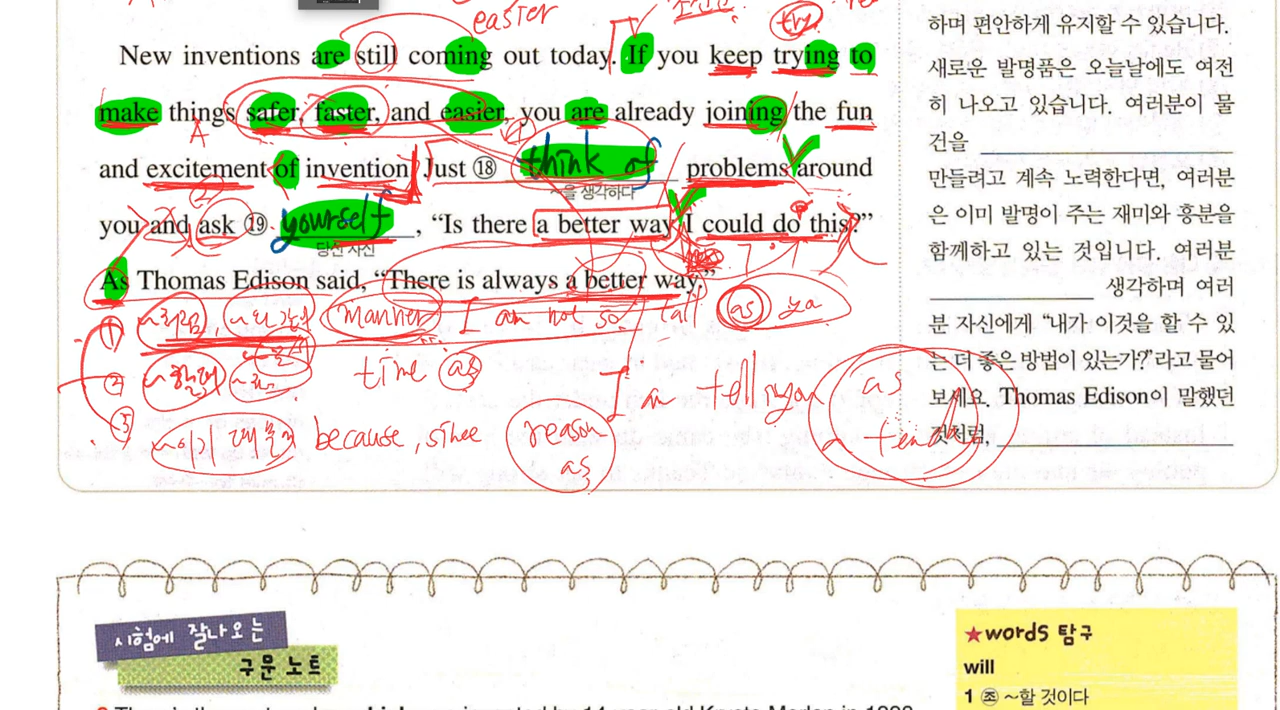 easter
try
New inventions are still coming out today. If you keep trying to
make things safer, faster, and easier, you are already joining the fun
and excitement of invention. Just ⑱ think of problems around
을 생각하다
you and ask ⑲ yourself, “Is there a better way I could do this?”
당신 자신
As Thomas Edison said, “There is always a better way.”
① ~처럼 manner I am not so tall as yo
② ~할때 time as
I am tell you as
③ ~이기 때문에 because, since reason as
하며 편안하게 유지할 수 있습니다.
새로운 발명품은 오늘날에도 여전
히 나오고 있습니다. 여러분이 물
건을
만들려고 계속 노력한다면, 여러분
은 이미 발명이 주는 재미와 흥분을
함께하고 있는 것입니다. 여러분
생각하며 여러
분 자신에게 “내가 이것을 할 수 있
는 더 좋은 방법이 있는가?”라고 물어
보세요. Thomas Edison이 말했던
것처럼,
시험에 잘나오는
구문 노트
★words 탐구
will
1 ㉿ ~할 것이다